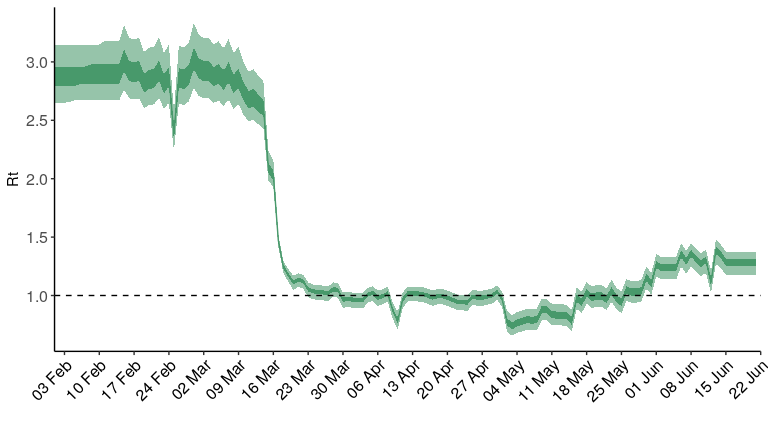 Rt
3.0
2.5
2.0
1.5
1.0
03 Feb
10 Feb
17 Feb
24 Feb
02 Mar
09 Mar
16 Mar
23 Mar
30 Mar
06 Apr
13 Apr
20 Apr
27 Apr
04 May
11 May
18 May
25 May
01 Jun
08 Jun
15 Jun
22 Jun